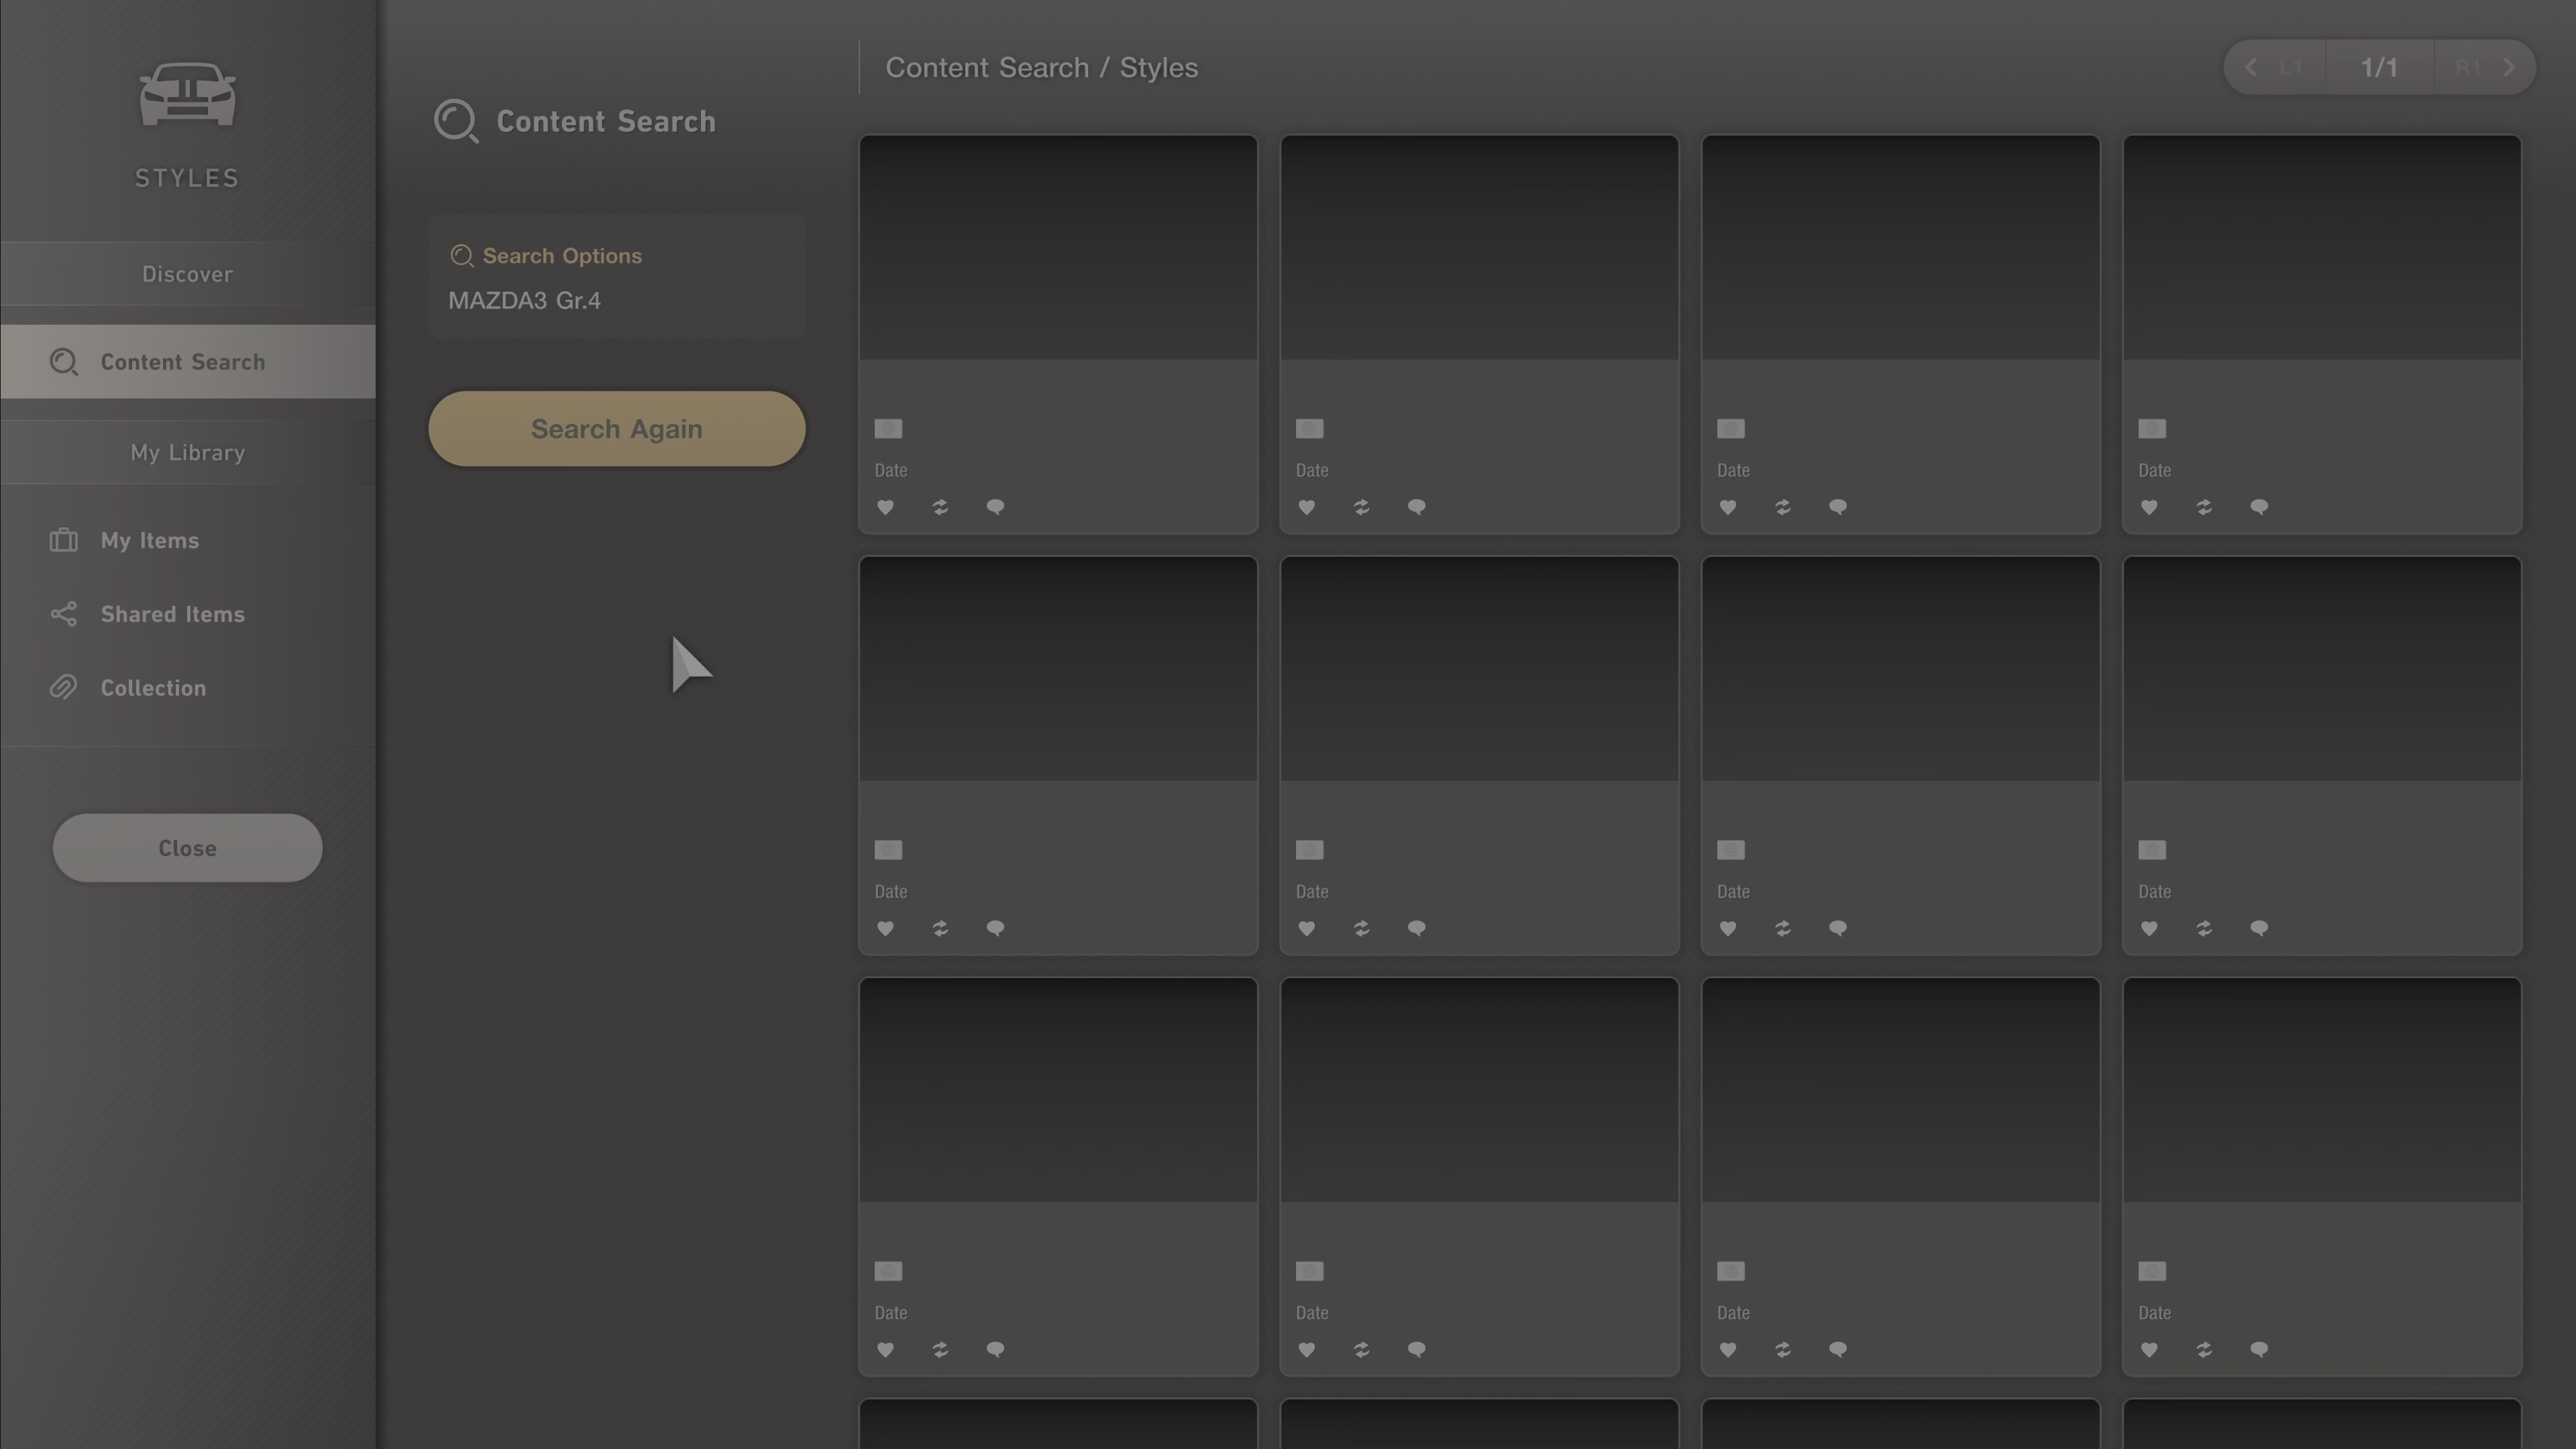 STYLES
Discover
Content Search
My Library
My Items
Shared Items
Collection
Close
Content Search
Search Options
MAZDA3 Gr.4
Search Again
Content Search / Styles
L1 1/1 R1
Date Date Date Date
Date Date Date Date
Date Date Date Date